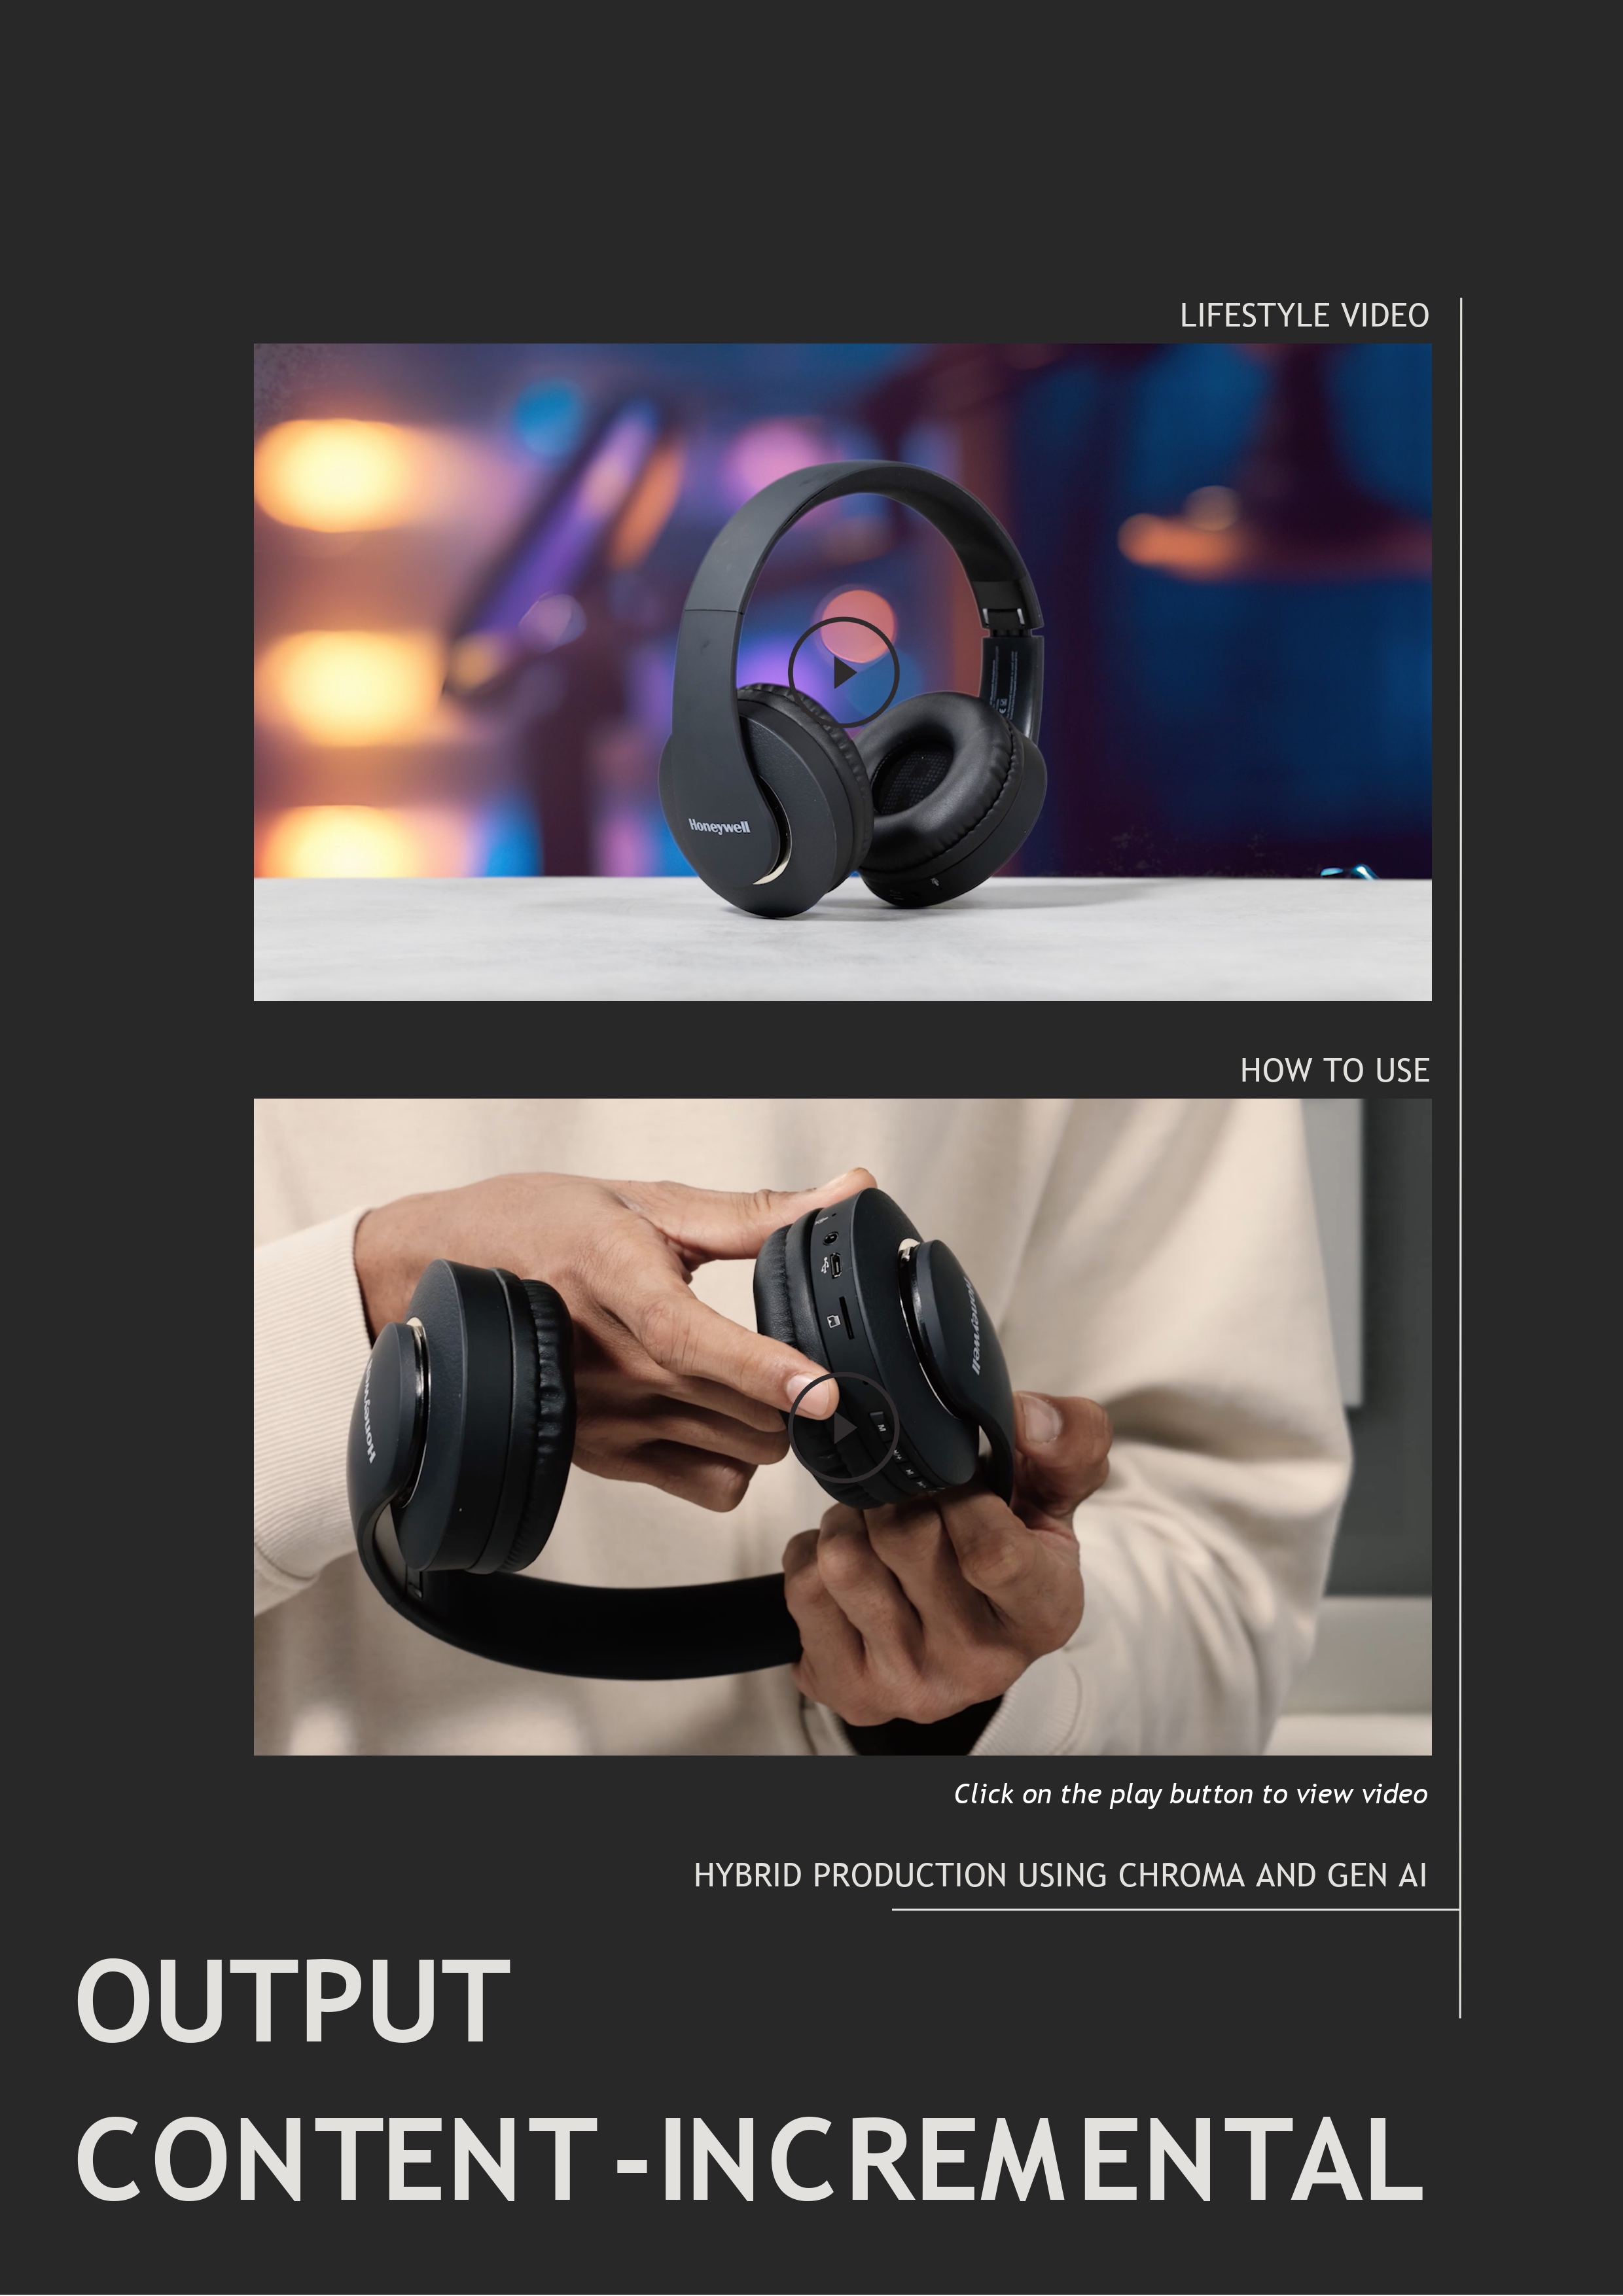 LIFESTYLE VIDEO
Honeywell
HOW TO USE
Honeywell
Honeywell
M
Click on the play button to view video
HYBRID PRODUCTION USING CHROMA AND GEN AI
OUTPUT
CONTENT-INCREMENTAL